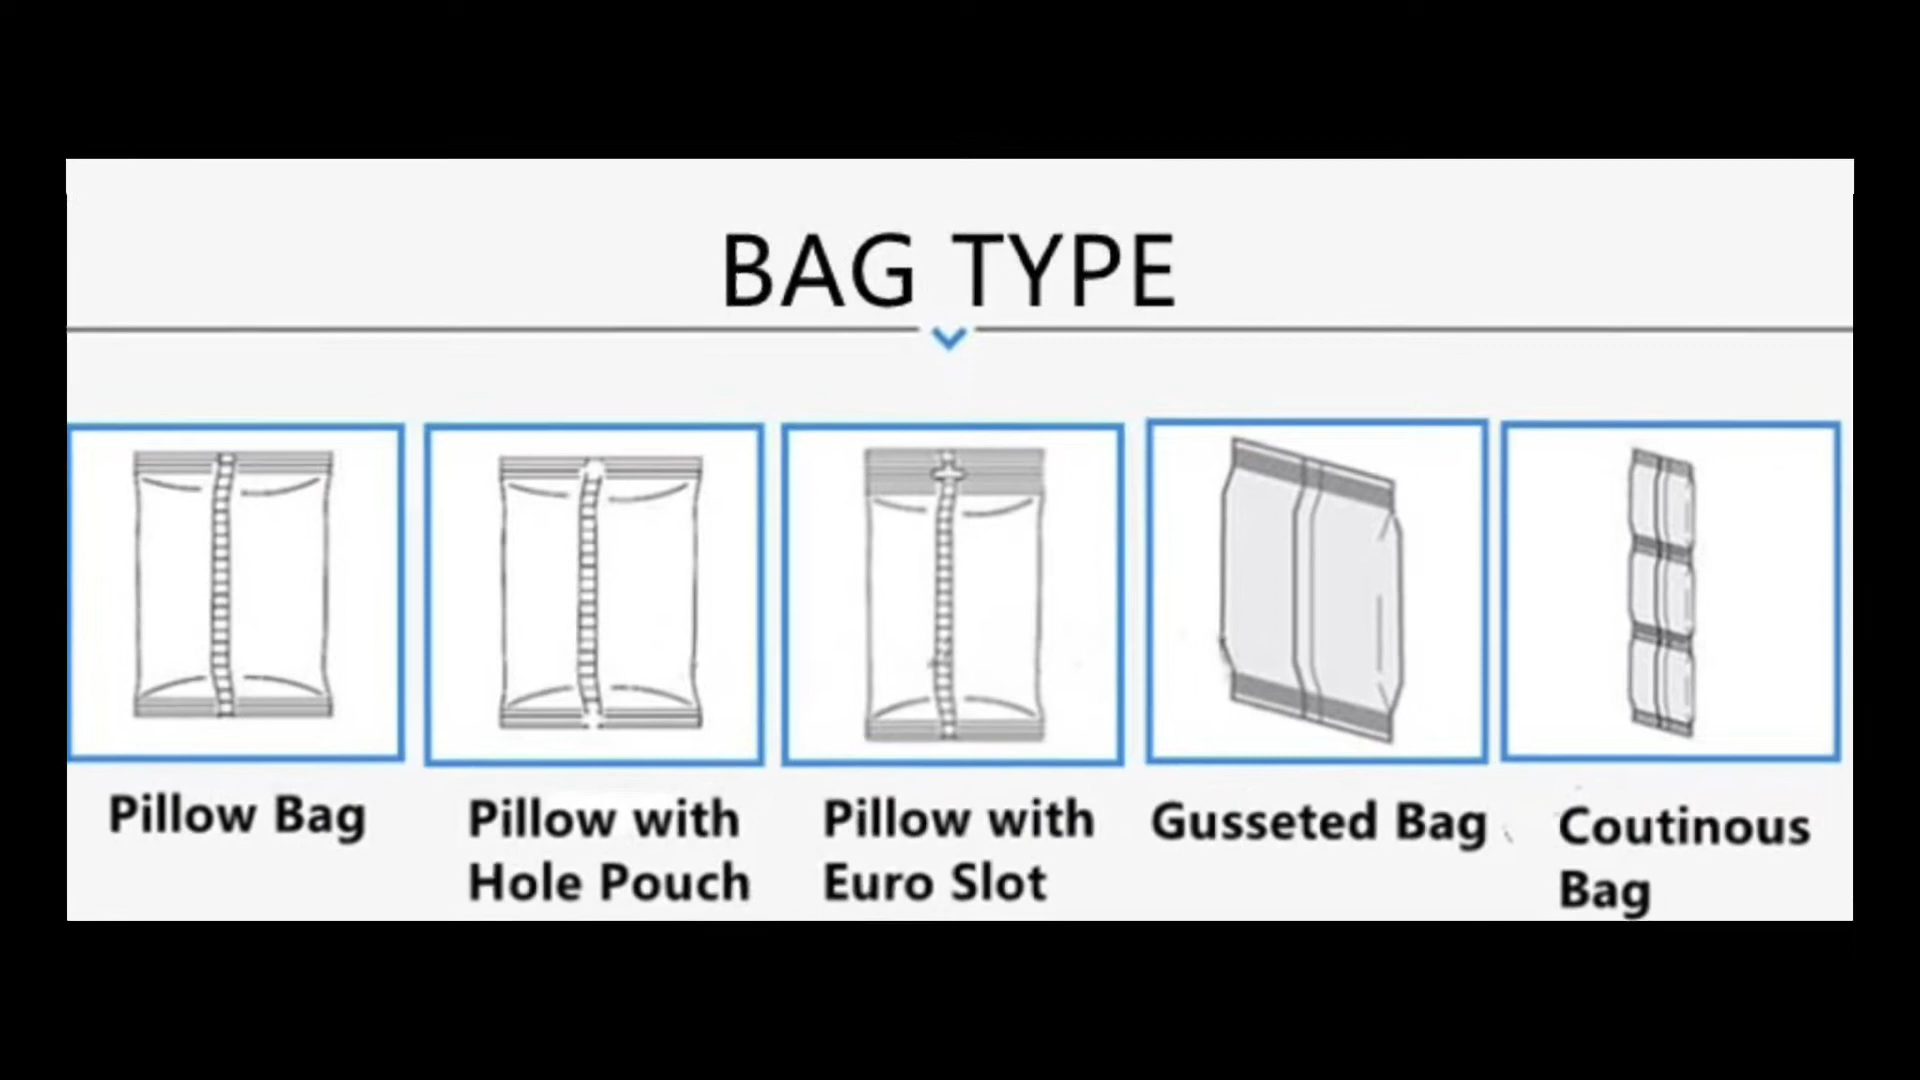 BAG TYPE
Pillow Bag
Pillow with
Hole Pouch
Pillow with
Euro Slot
Gusseted Bag
Coutinous
Bag